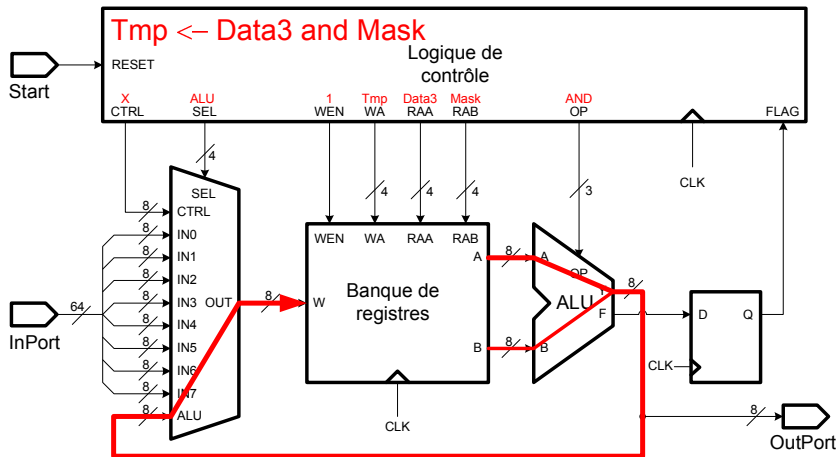 Tmp <– Data3 and Mask
Logique de
contrôle
RESET
Start
X ALU 1 Tmp Data3 Mask AND
CTRL SEL WEN WA RAA RAB OP FLAG
4 4 4 4 3
CLK
SEL
8 CTRL
8 IN0
8 IN1
8 IN2
8 IN3
8 IN4
8 IN5
8 IN6
8 IN7
8 ALU
OUT 8
64
InPort
WEN WA RAA RAB
W
A 8
B 8
Banque de
registres
CLK
A OP
ALU
B
Y 8
F
D Q
CLK
8
OutPort